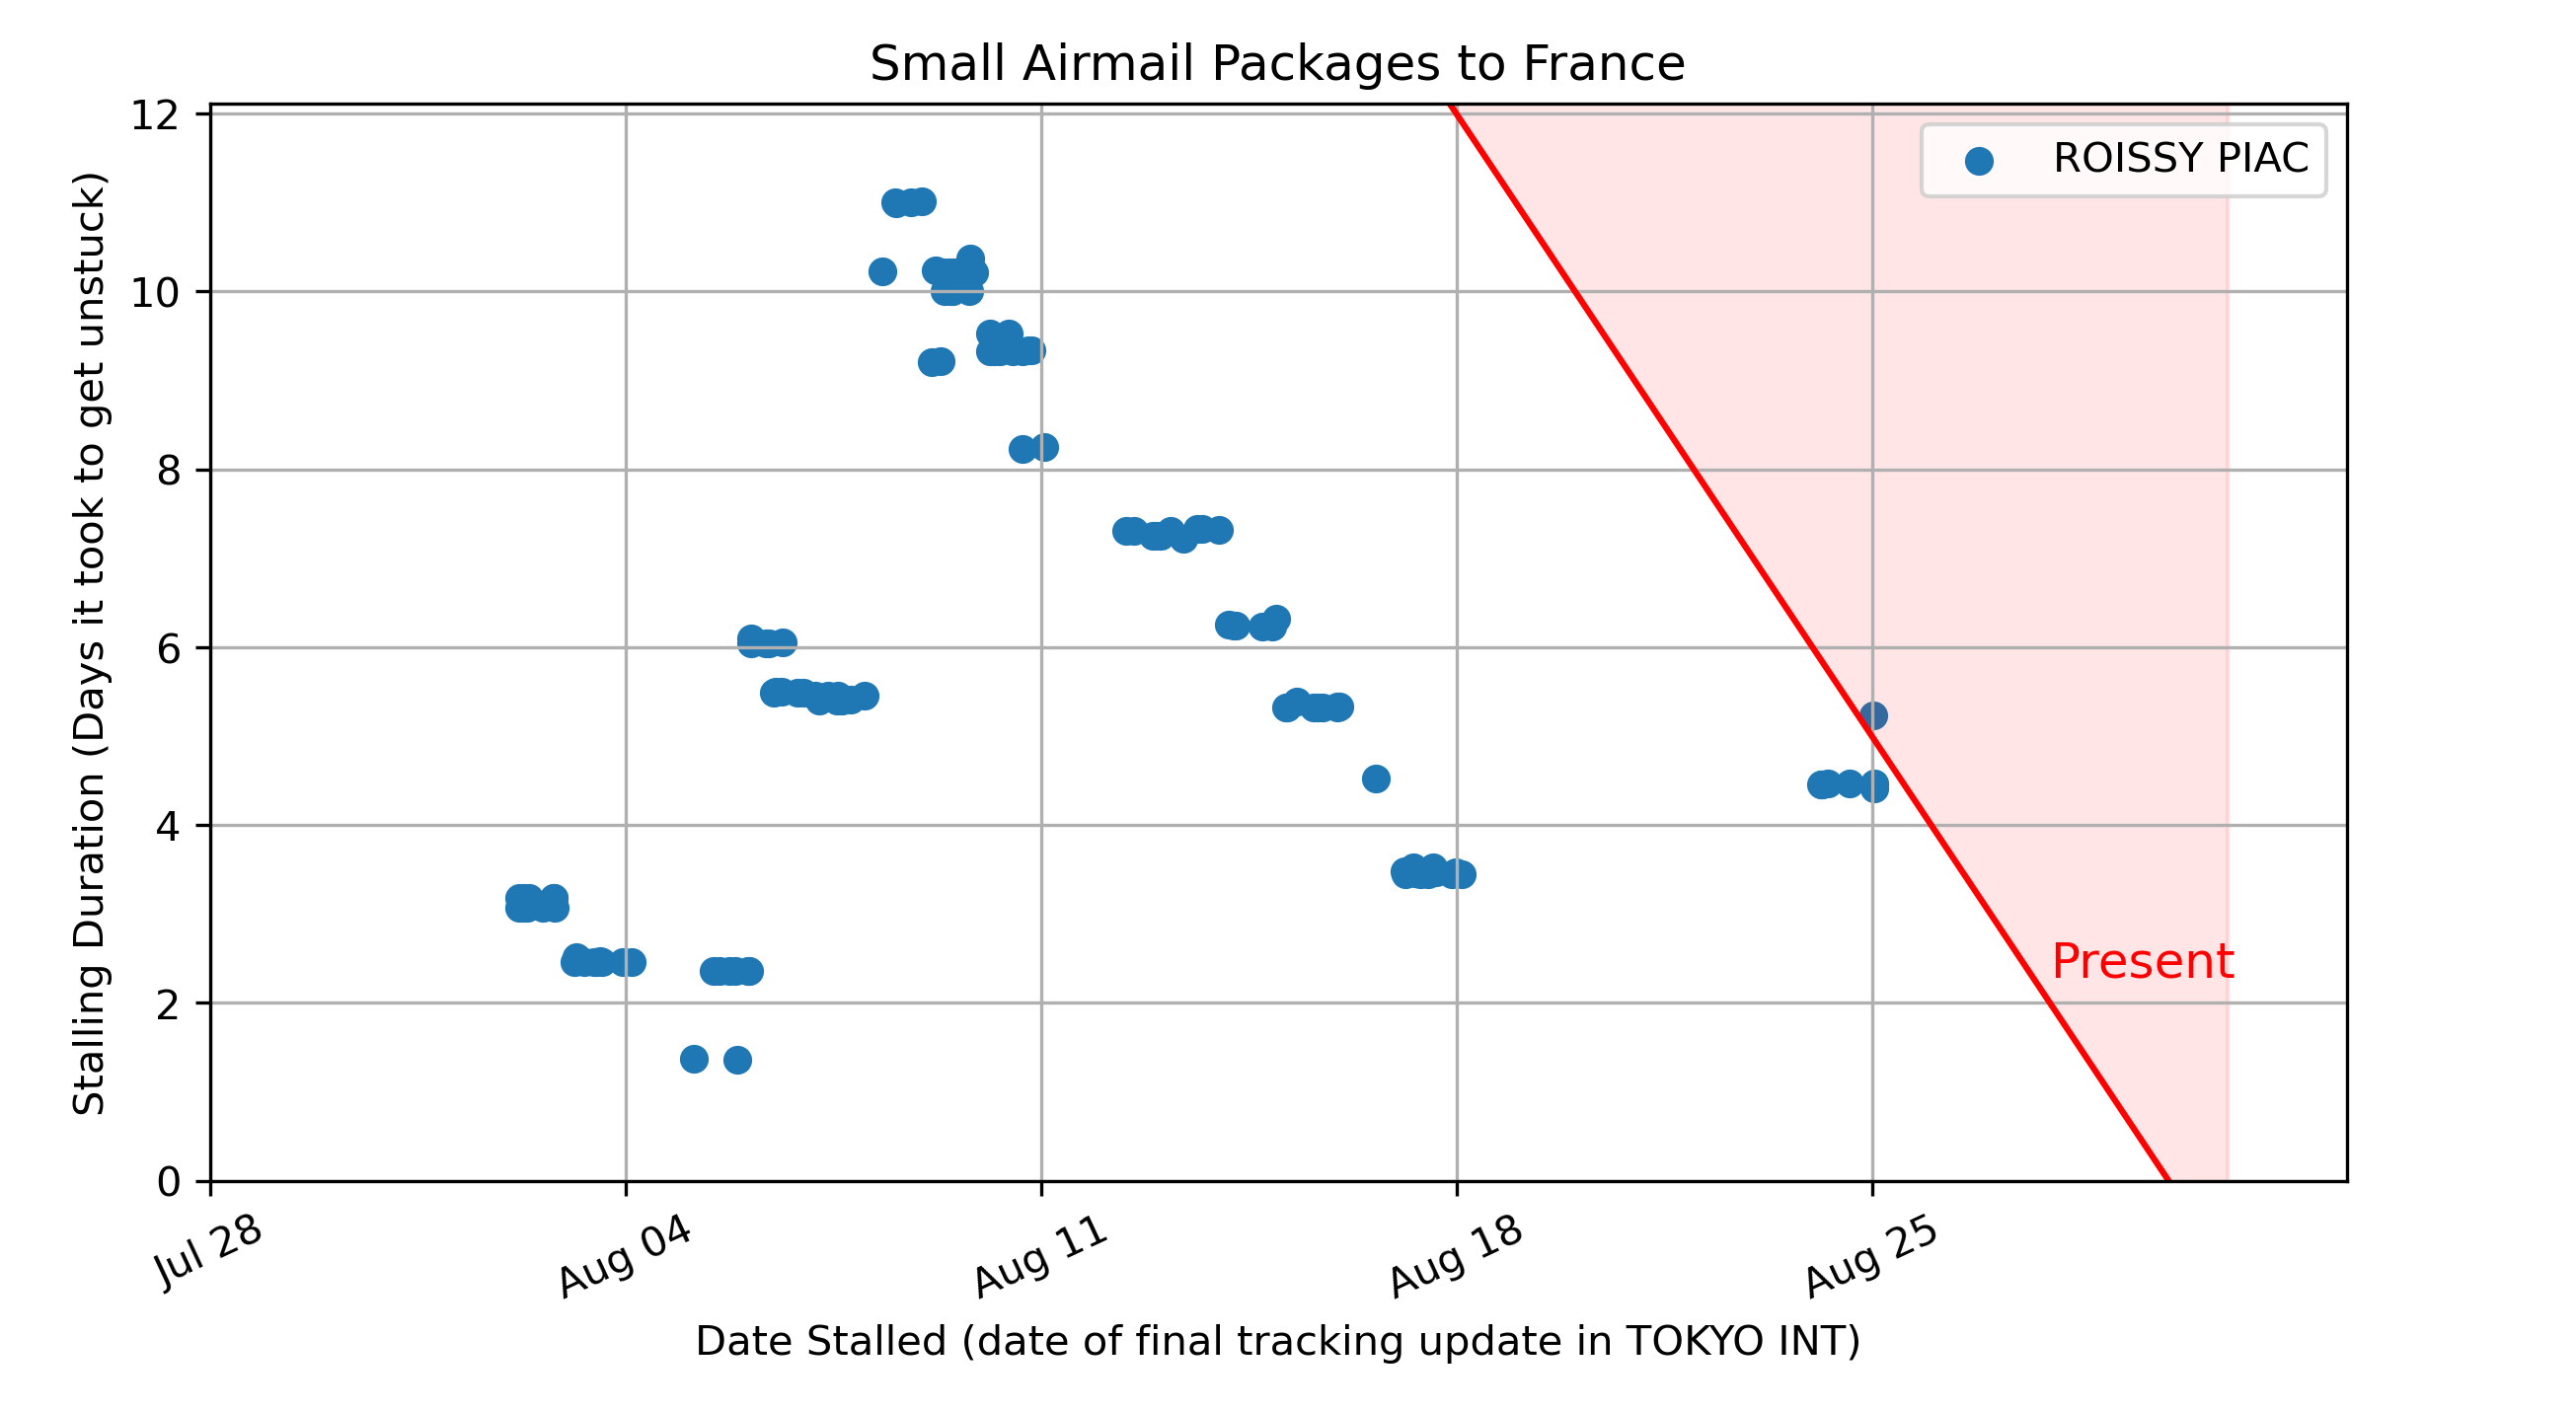 Small Airmail Packages to France
ROISSY PIAC
Present
Stalling Duration (Days it took to get unstuck)
12
10
8
6
4
2
0
Jul 28
Aug 04
Aug 11
Aug 18
Aug 25
Date Stalled (date of final tracking update in TOKYO INT)